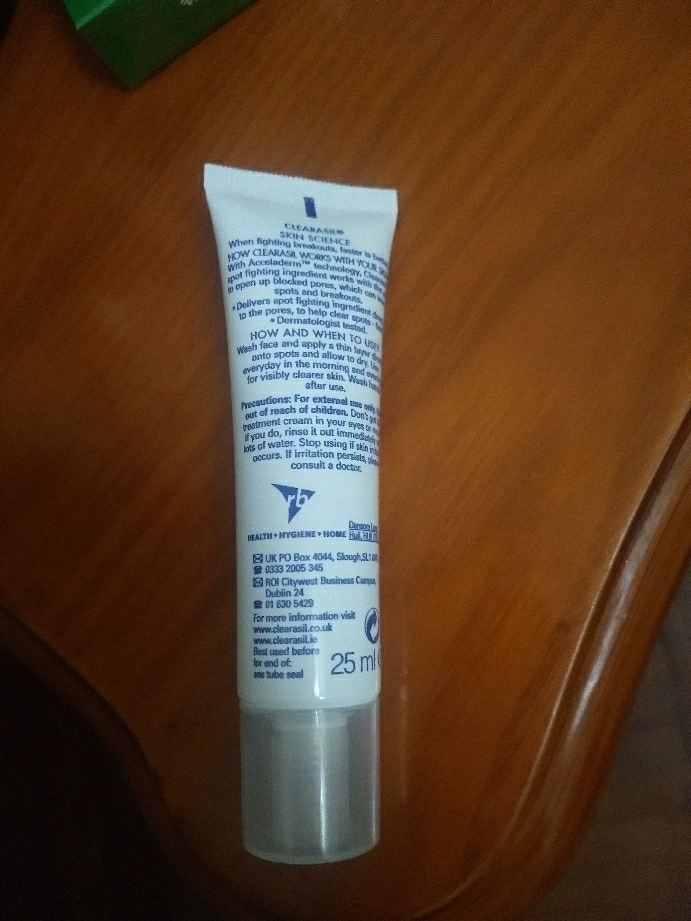 CLEARASIL®
SKIN SCIENCE
When fighting breakouts, faster is
HOW CLEARASIL WORKS WITH YOUR
With Acceladerm™ technology,
spot fighting ingredient works with
to open up blocked pores, which can
spots and breakouts.
•Delivers spot fighting ingredient
to the pores, to help clear spots
•Dermatologist tested.
HOW AND WHEN TO USE
Wash face and apply a thin layer
onto spots and allow to dry.
everyday in the morning and
for visibly clearer skin. Wash
after use.
Precautions: For external use only.
out of reach of children. Don't get
treatment cream in your eyes or
If you do, rinse it out immediately
lots of water. Stop using if skin
occurs. If irritation persists,
consult a doctor.
rb
HEALTH • HYGIENE • HOME
Dansom
Hull,
UK PO Box 4044, Slough, SL1
0333 2005 345
ROI Citywest Business Campus,
Dublin 24
01 630 5429
For more information visit
www.clearasil.co.uk
www.clearasil.ie
Best used before
for end of:
see tube seal
25 ml